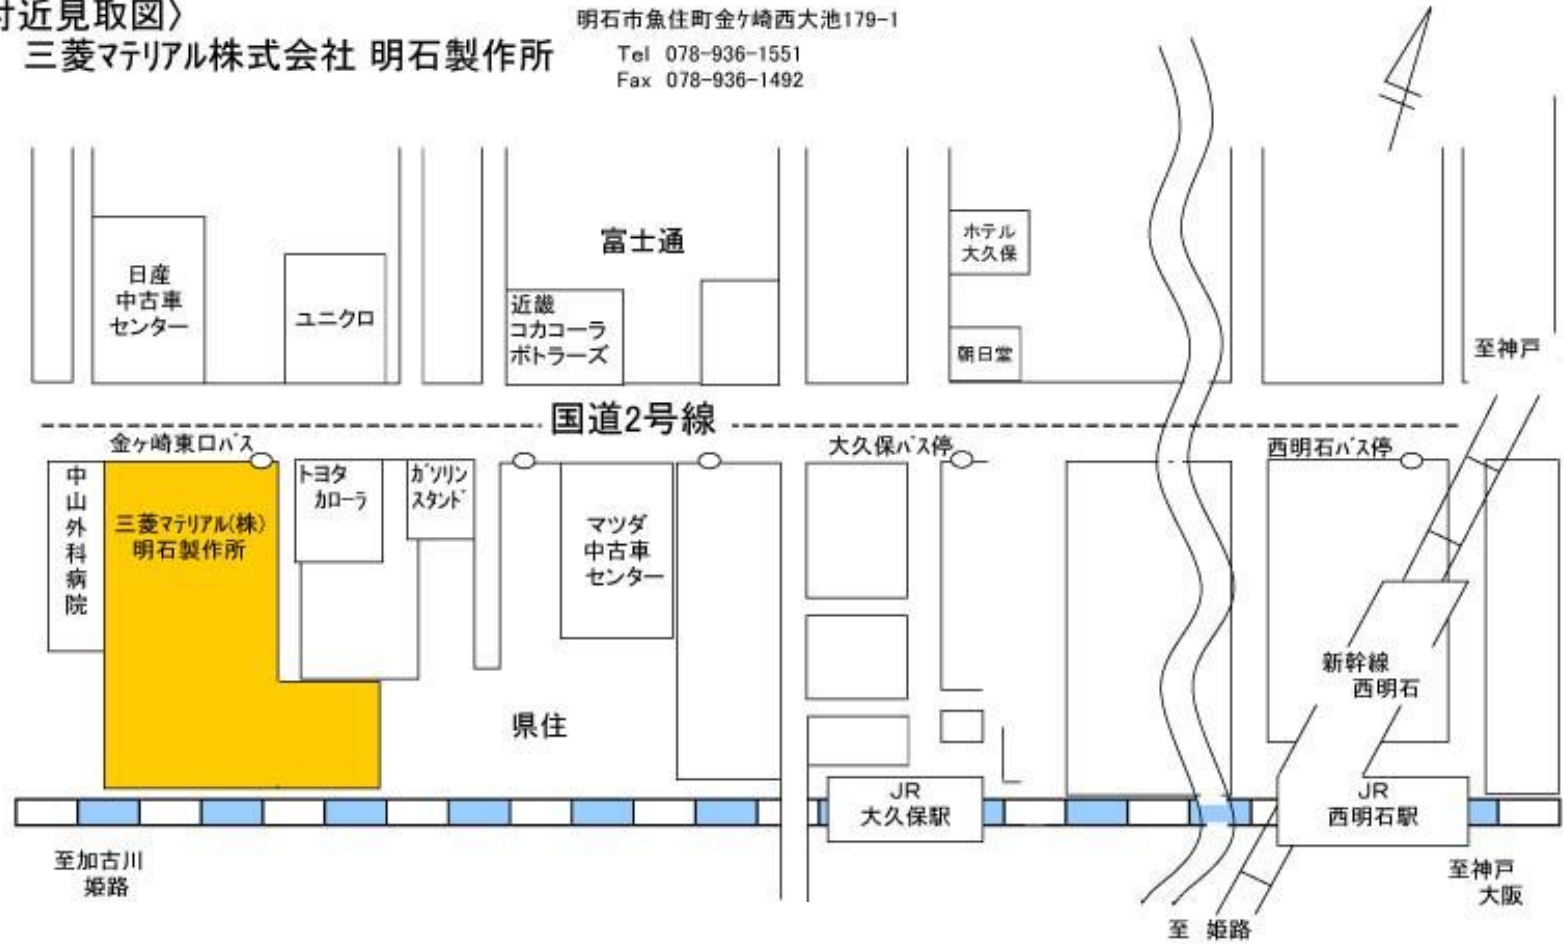 付近見取図〉
三菱マテリアル株式会社 明石製作所
明石市魚住町金ケ崎西大池179-1
Tel 078-936-1551
Fax 078-936-1492
日産
中古車
センター
ユニクロ
富士通
近畿
コカコーラ
ボトラーズ
ホテル
大久保
朝日堂
至神戸
国道2号線
金ヶ崎東口バス
大久保バス停
西明石バス停
中山外科病院
三菱マテリアル(株)
明石製作所
トヨタ
カローラ
ガソリン
スタンド
マツダ
中古車
センター
県住
新幹線
西明石
JR
大久保駅
JR
西明石駅
至加古川
姫路
至神戸
大阪
至 姫路